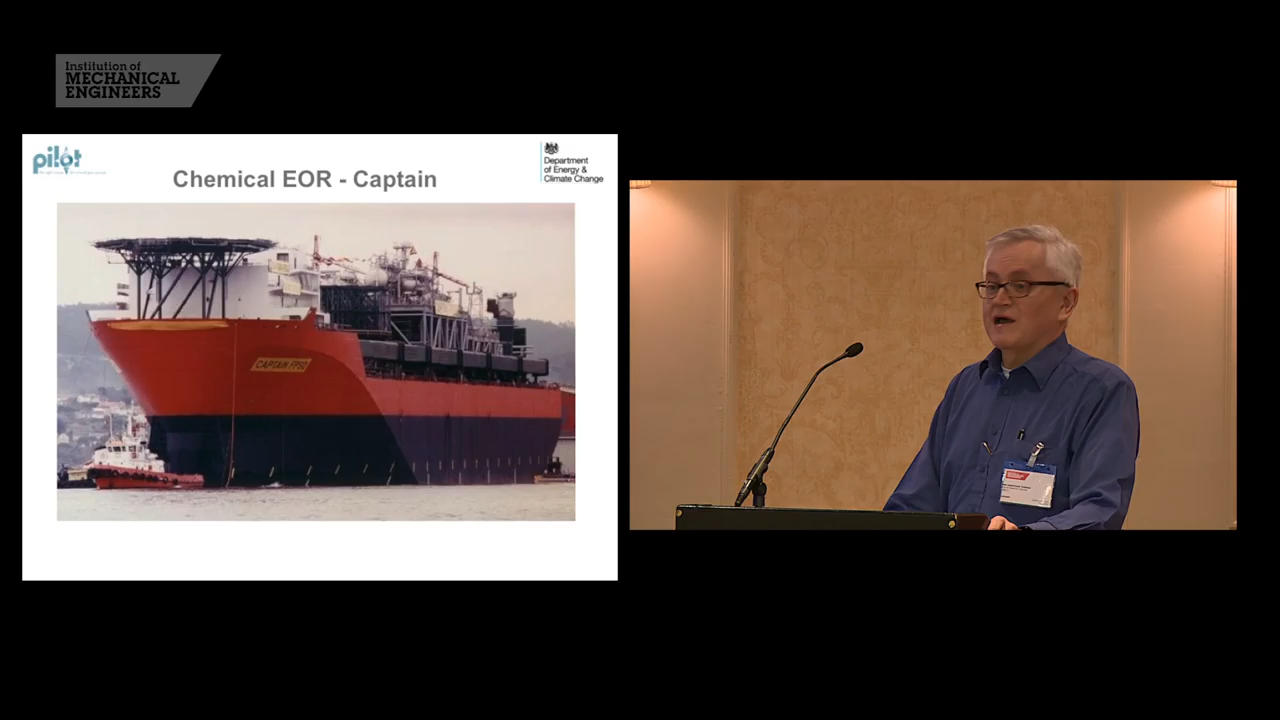 Institution of
MECHANICAL
ENGINEERS
pilot
Department
of Energy &
Climate Change
Chemical EOR - Captain
CAPTAIN FPSO